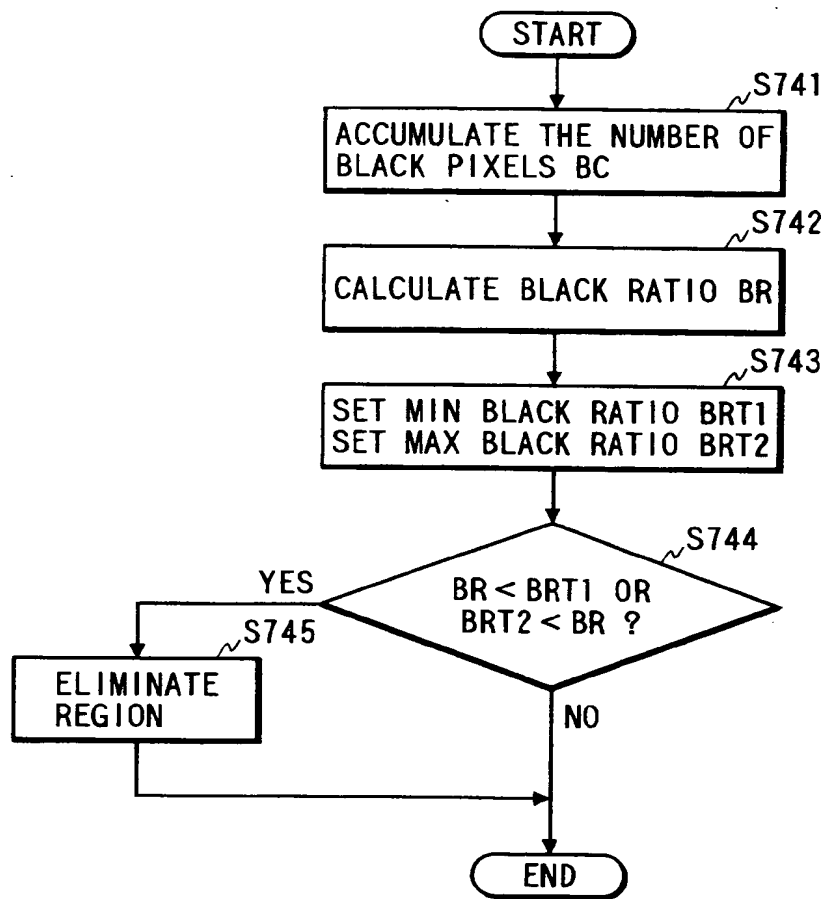 START
S741
ACCUMULATE THE NUMBER OF
BLACK PIXELS BC
S742
CALCULATE BLACK RATIO BR
S743
SET MIN BLACK RATIO BRT1
SET MAX BLACK RATIO BRT2
S744
BR < BRT1 OR
BRT2 < BR ?
YES
S745
ELIMINATE
REGION
NO
END